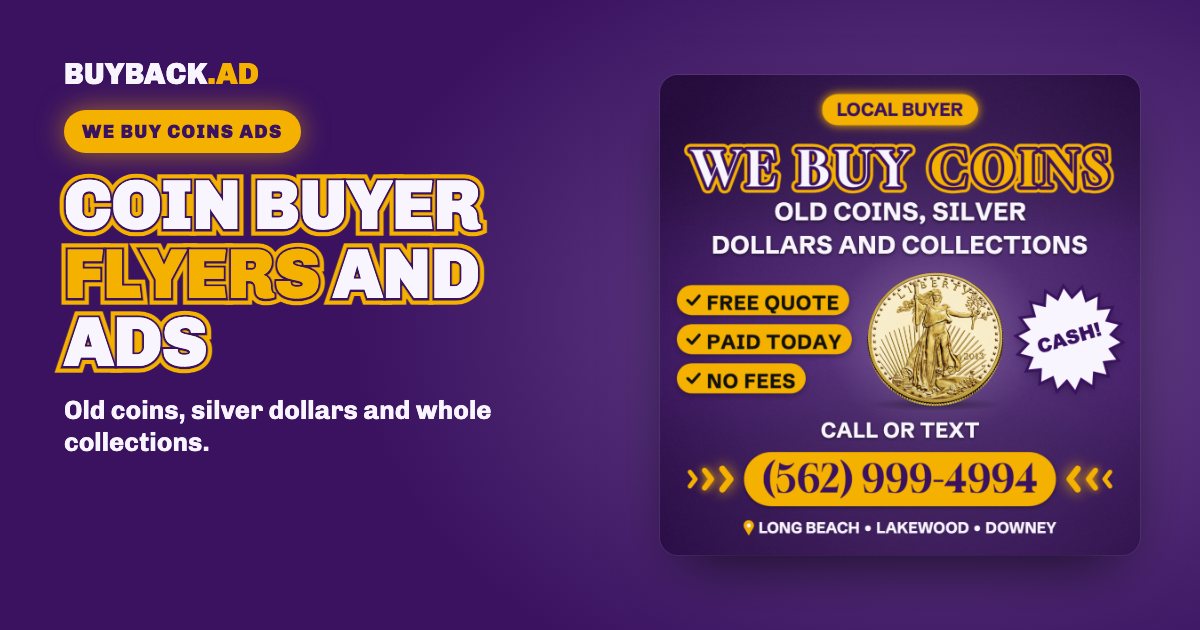 BUYBACK.AD
WE BUY COINS ADS
COIN BUYER
FLYERS AND
ADS
Old coins, silver dollars and whole
collections.
LOCAL BUYER
WE BUY COINS
OLD COINS, SILVER
DOLLARS AND COLLECTIONS
FREE QUOTE
PAID TODAY
NO FEES
LIBERTY
2013
CASH!
CALL OR TEXT
(562) 999-4994
LONG BEACH • LAKEWOOD • DOWNEY